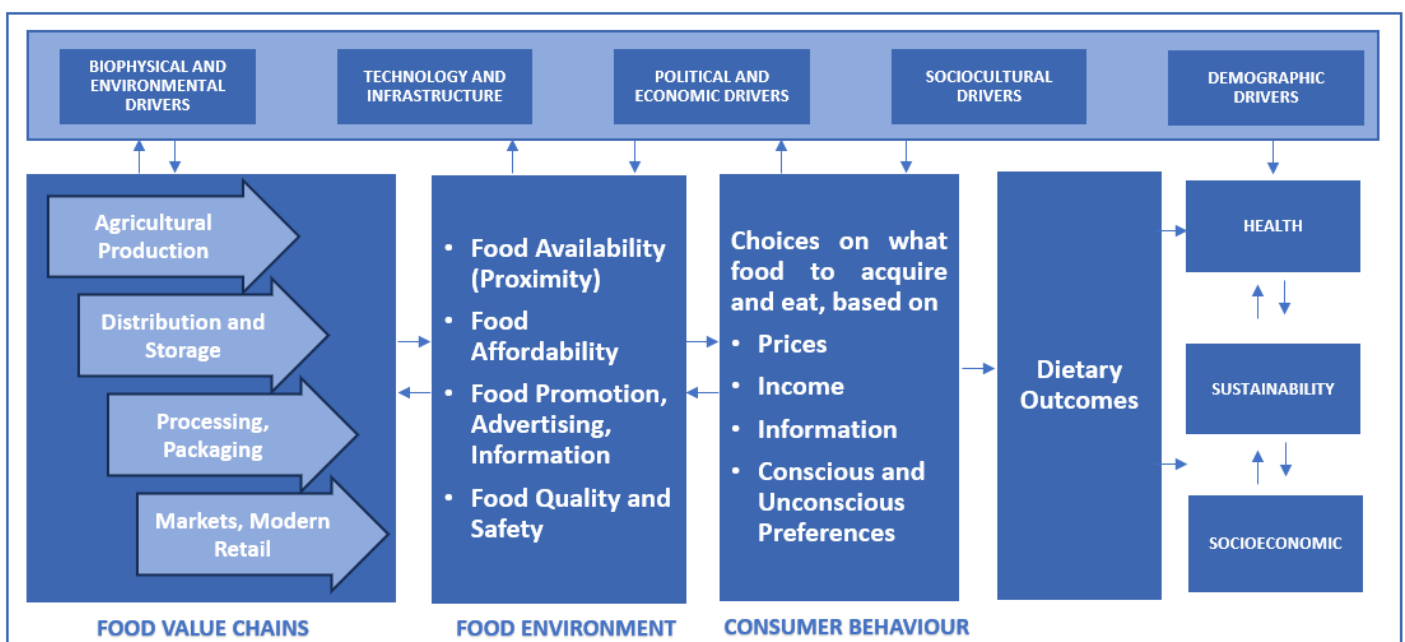 BIOPHYSICAL AND
ENVIRONMENTAL
DRIVERS
TECHNOLOGY AND
INFRASTRUCTURE
POLITICAL AND
ECONOMIC DRIVERS
SOCIOCULTURAL
DRIVERS
DEMOGRAPHIC
DRIVERS
Agricultural
Production
Distribution and
Storage
Processing,
Packaging
Markets, Modern
Retail
FOOD VALUE CHAINS
• Food Availability
(Proximity)
• Food
Affordability
• Food Promotion,
Advertising,
Information
• Food Quality and
Safety
FOOD ENVIRONMENT
Choices on what
food to acquire
and eat, based on
• Prices
• Income
• Information
• Conscious and
Unconscious
Preferences
CONSUMER BEHAVIOUR
Dietary
Outcomes
HEALTH
SUSTAINABILITY
SOCIOECONOMIC